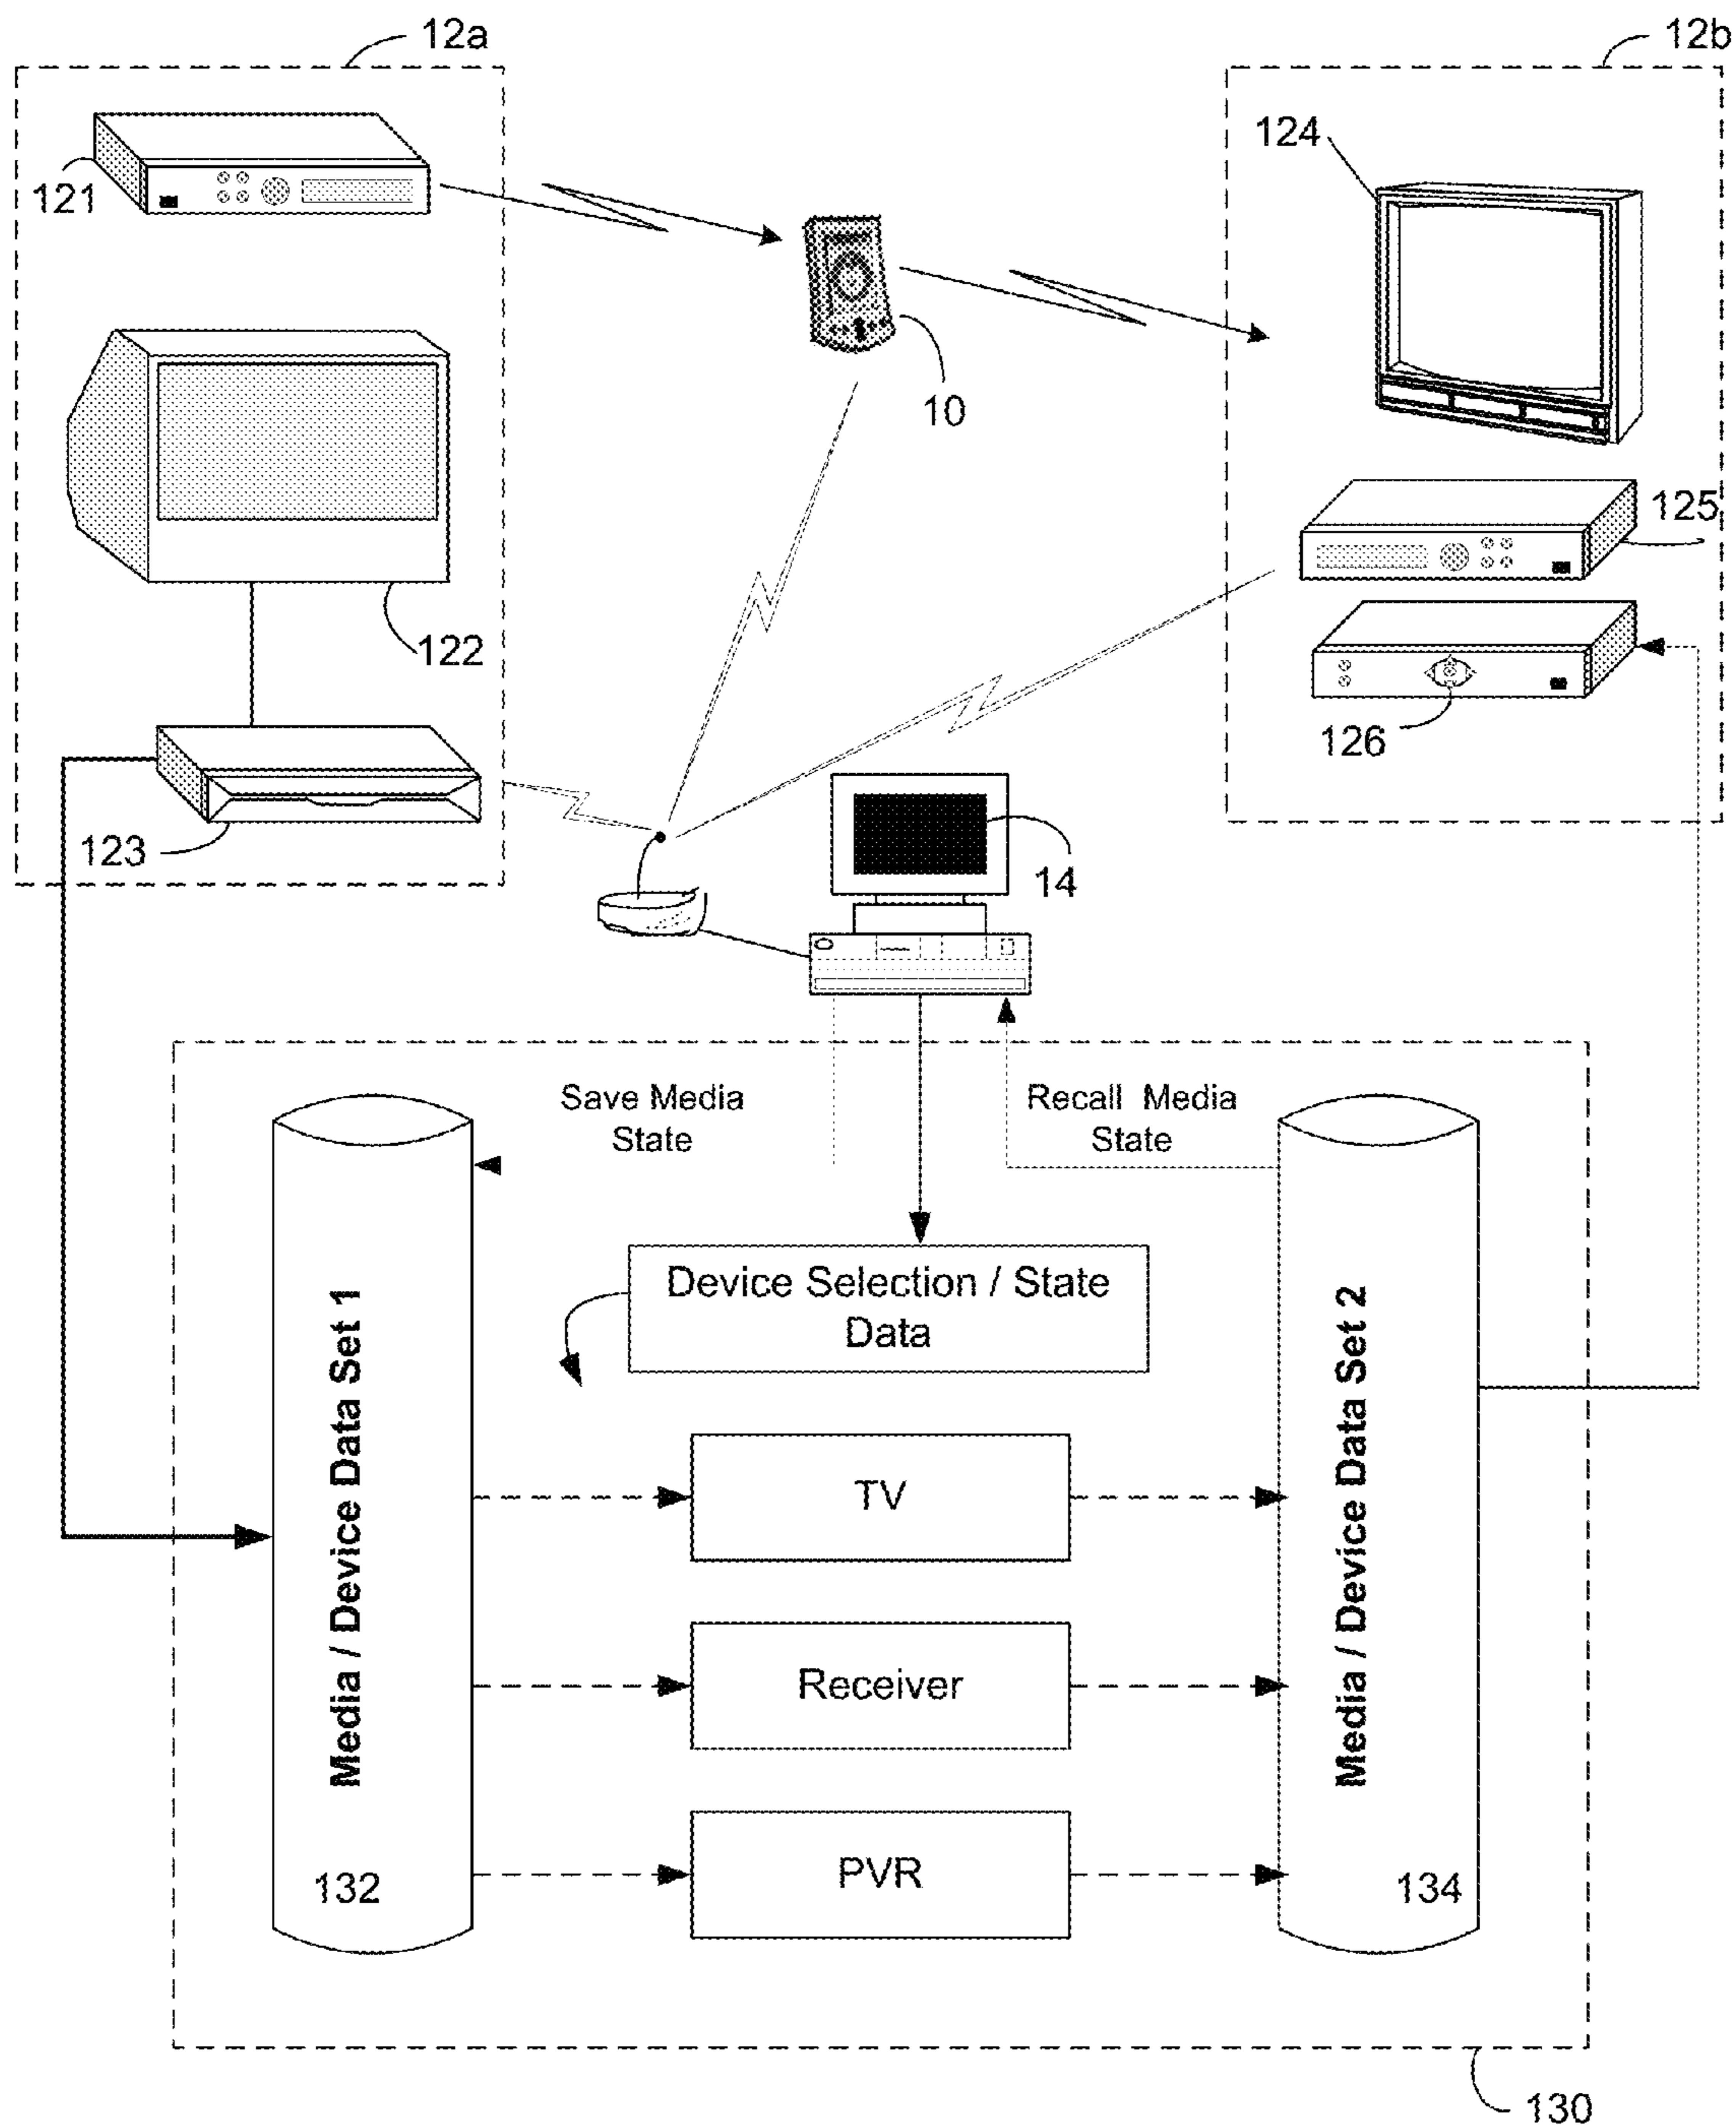 12a
12b
121
124
10
122
125
126
123
14
Save Media
State
Recall Media
State
Device Selection / State
Data
Media / Device Data Set 1
Media / Device Data Set 2
TV
Receiver
PVR
132
134
130